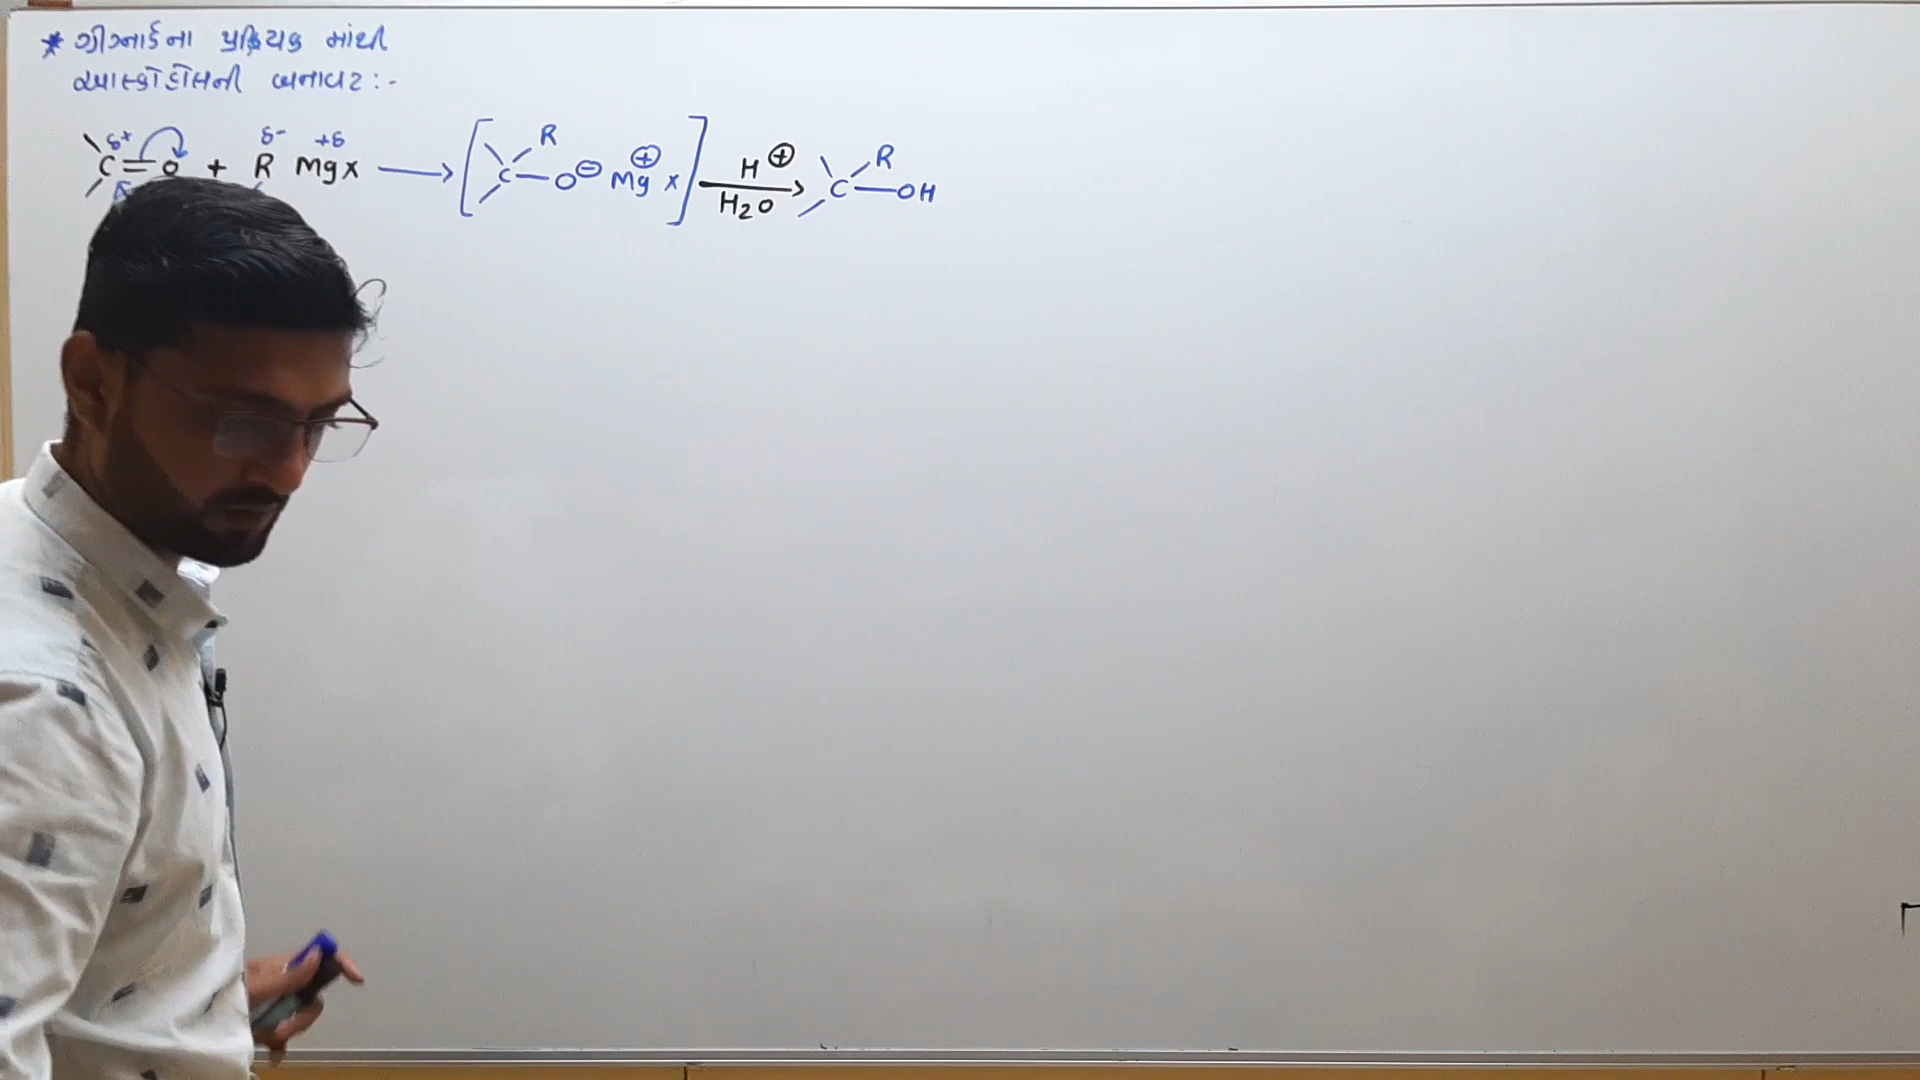 * ગ્રીગ્નાર્ડના પ્રક્રિયક માંથી
આલ્કોહોલની બનાવટ :-
C=O + R MgX ⟶ [C(R)—O⊖ Mg⊕ X] —H⊕/H2O→ C(R)—OH
δ+ δ- +δ